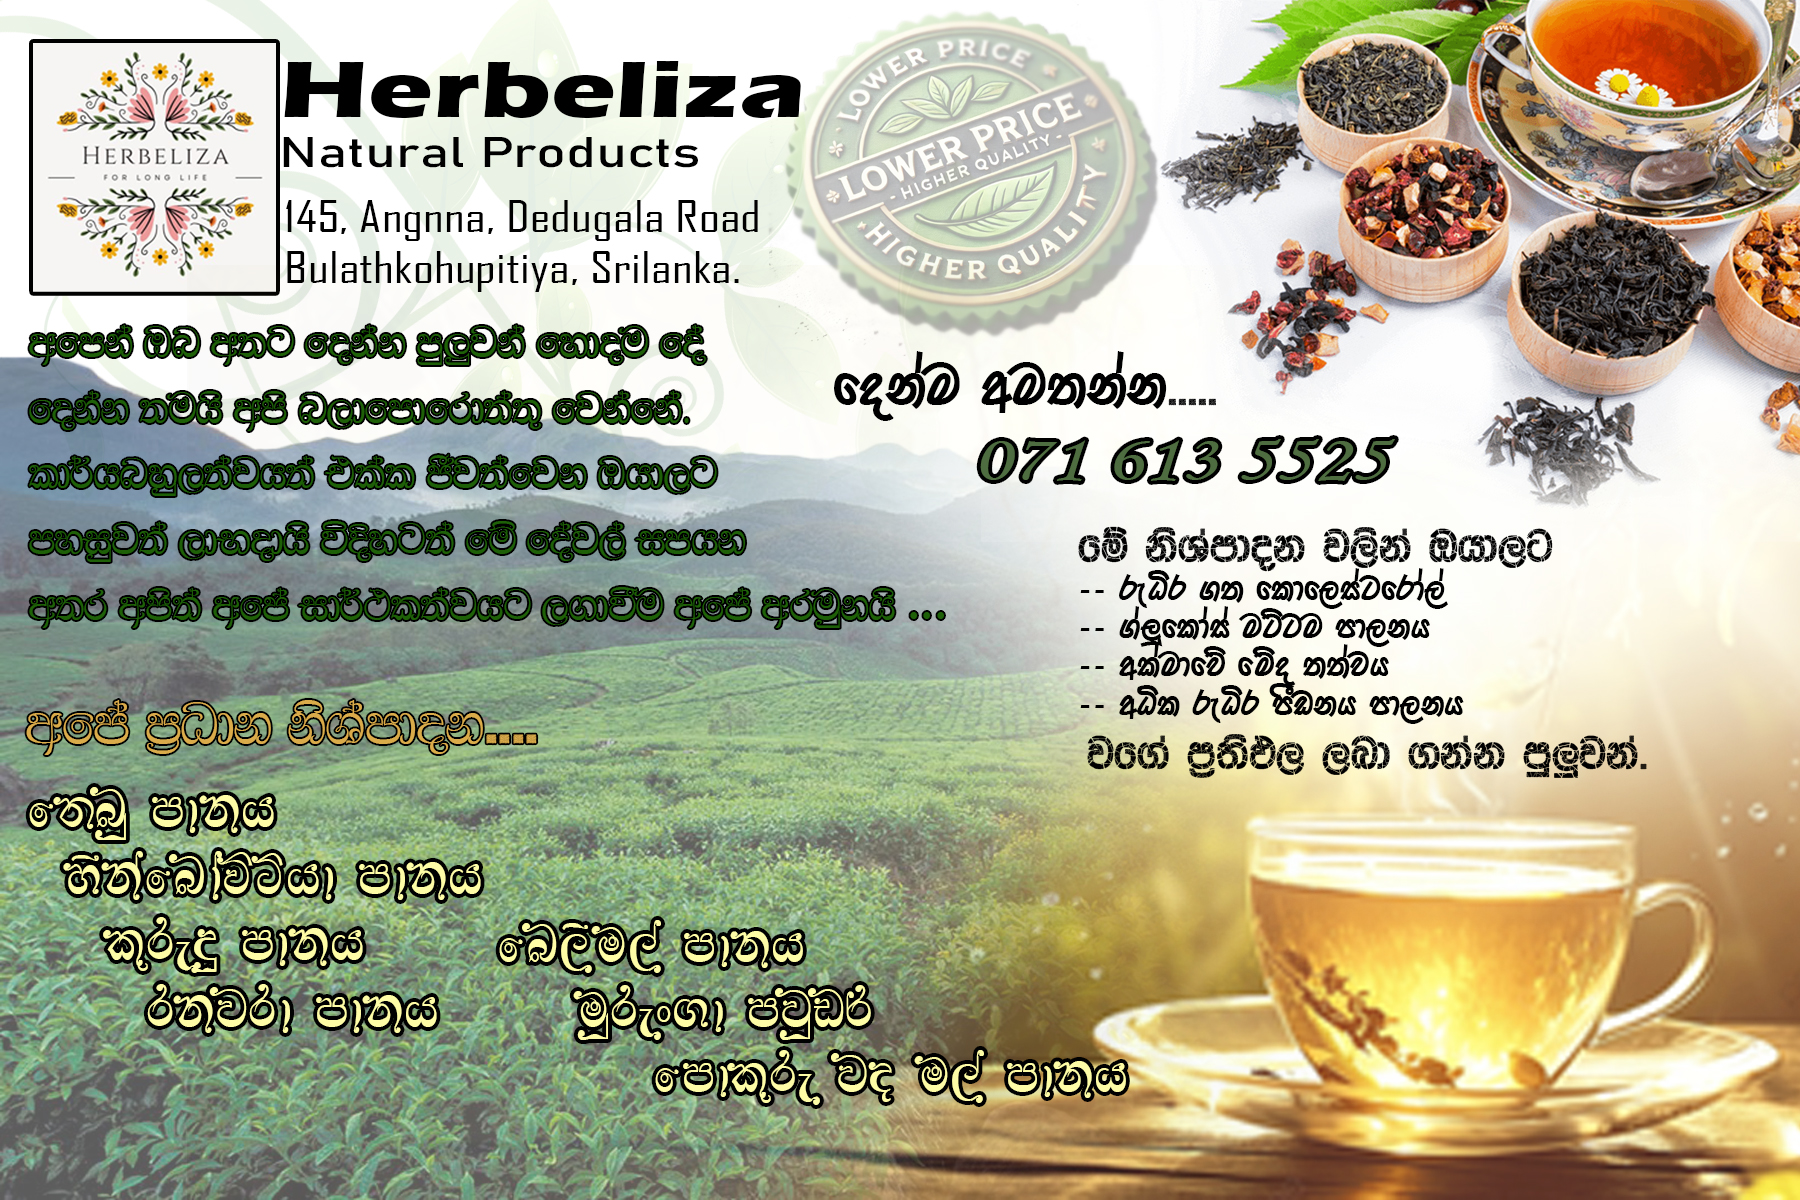 HERBELIZA
FOR LONG LIFE
Herbeliza
Natural Products
145, Angnna, Dedugala Road
Bulathkohupitiya, Srilanka.
LOWER PRICE
LOWER PRICE
- HIGHER QUALITY -
HIGHER QUALITY
අපෙන් ඔබ අතට දෙන්න පුලුවන් හොදම දේ
දෙන්න තමයි අපි බලාපොරොත්තු වෙන්නේ.
කාර්යබහුලත්වයත් එක්ක ජීවත්වෙන ඔයාලට
පහසුවත් ලාභදායි විදිහටත් මේ දේවල් සපයන
අතර අපිත් අපේ සාර්ථකත්වයට ලගාවීම අපේ අරමුනයි ...
දෙන්ම අමතන්න.....
071 613 5525
මේ නිශ්පාදන වලින් ඔයාලට
-- රුධිර ගත කොලෙස්ටරෝල්
-- ග්ලූකෝස් මට්ටම පාලනය
-- අක්මාවේ මේද තත්වය
-- අධික රුධිර පීඩනය පාලනය
වගේ ප්‍රතිඵල ලබා ගන්න පුලුවන්.
අපේ ප්‍රධාන නිශ්පාදන....
තෙබු පානය
හීන්බෝවිටියා පානය
කුරුදු පානය
රනවරා පානය
බෙලිමල් පානය
මුරුංගා පවුඩර්
පොකුරු වද මල් පානය